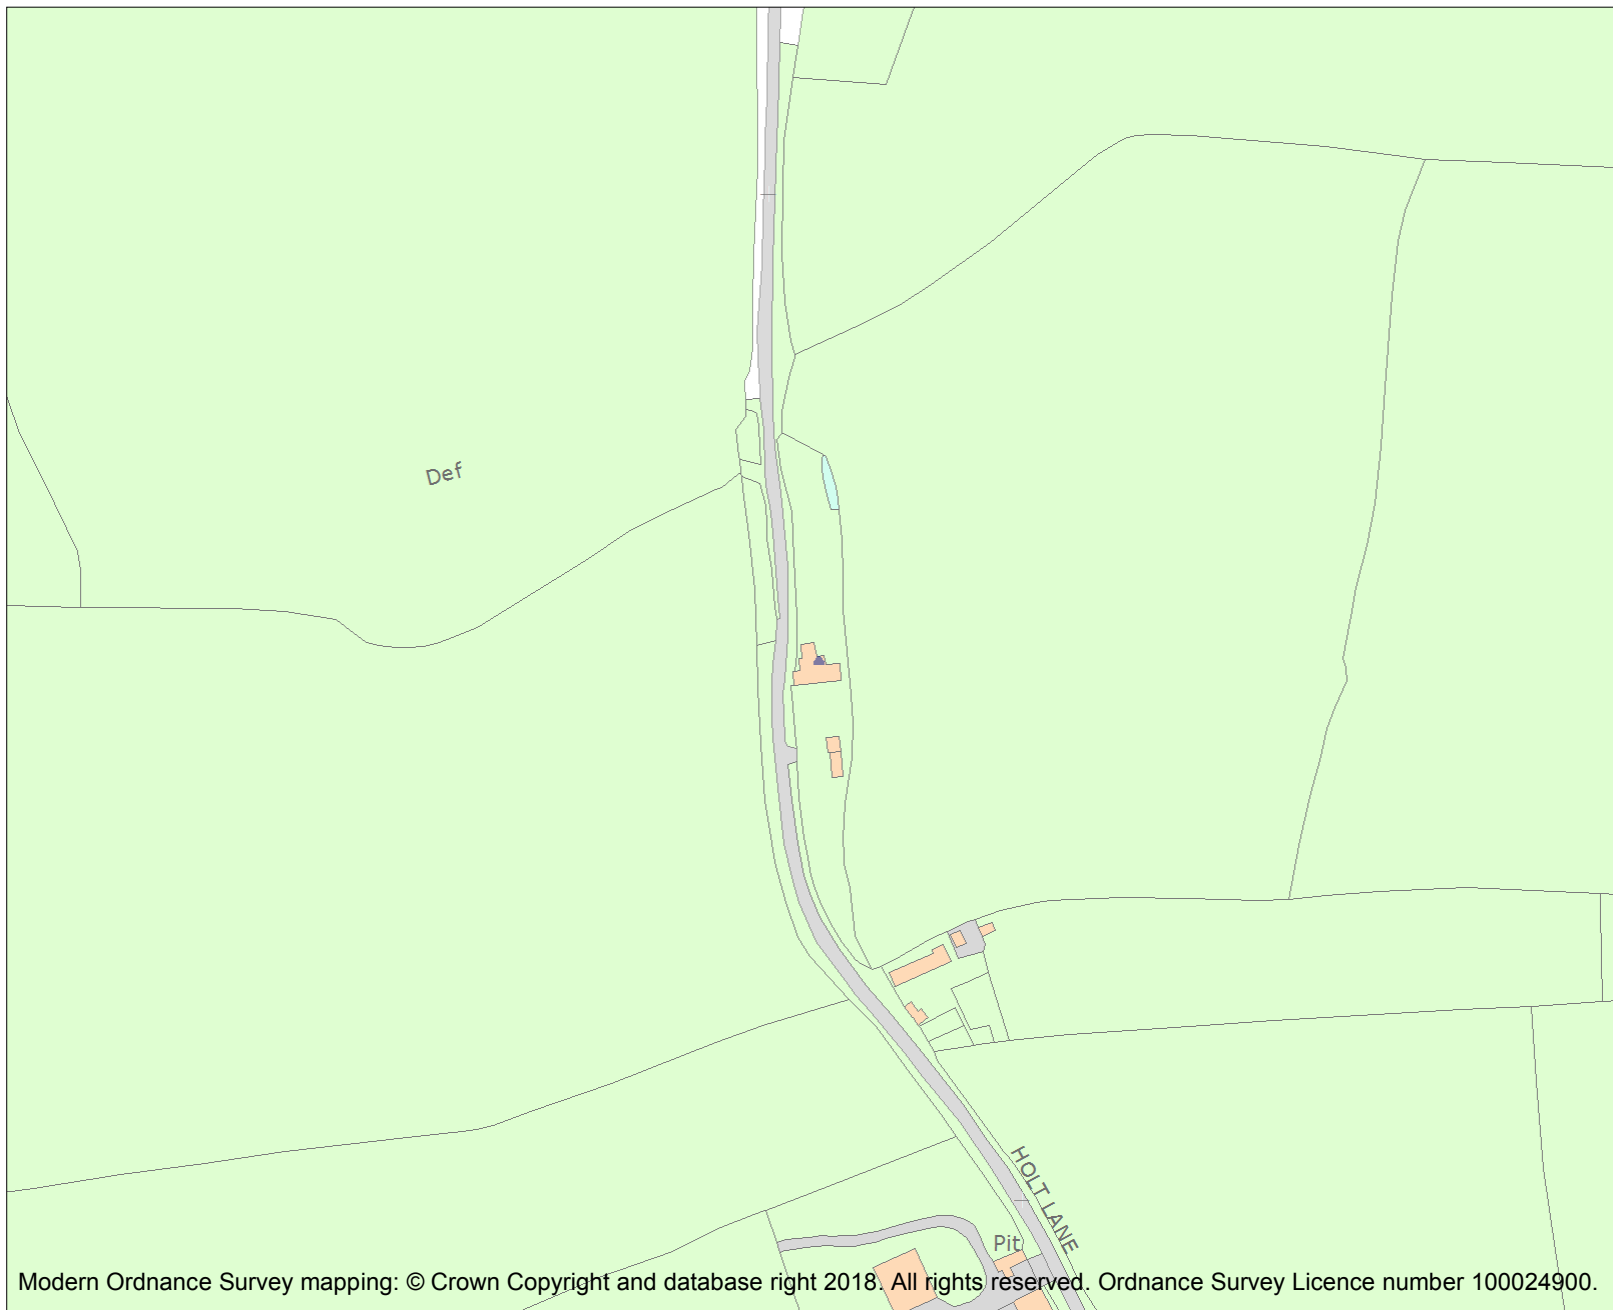 Def
HOLT LANE
Pit
Modern Ordnance Survey mapping: © Crown Copyright and database right 2018. All rights reserved. Ordnance Survey Licence number 100024900.